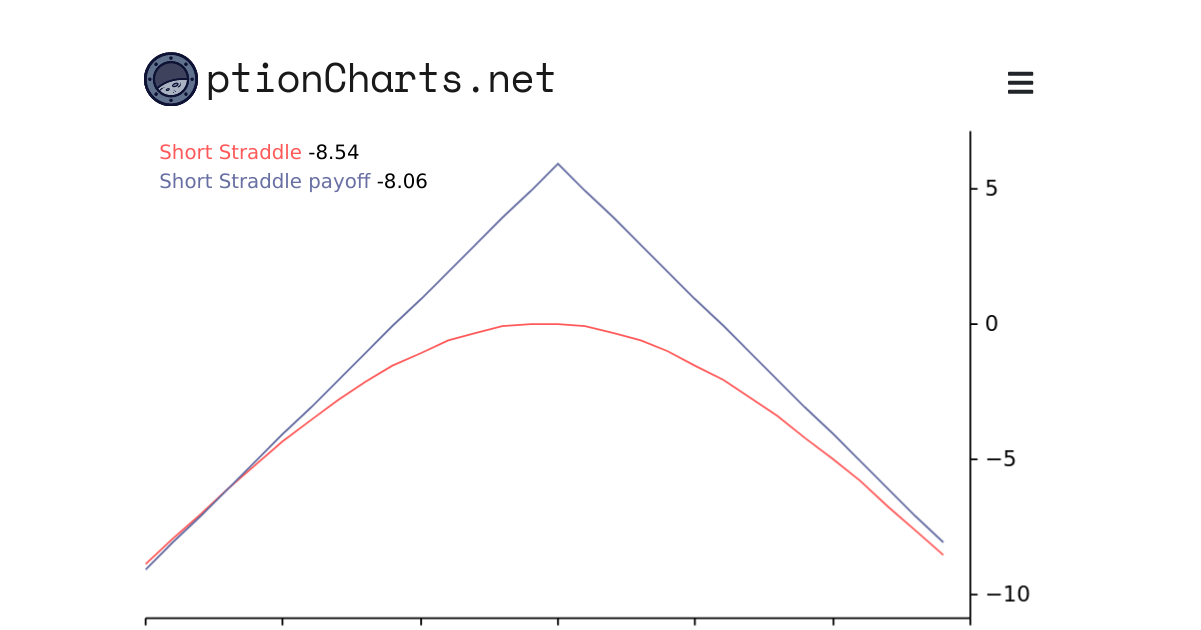 ptionCharts.net
Short Straddle -8.54
Short Straddle payoff -8.06
5
0
−5
−10